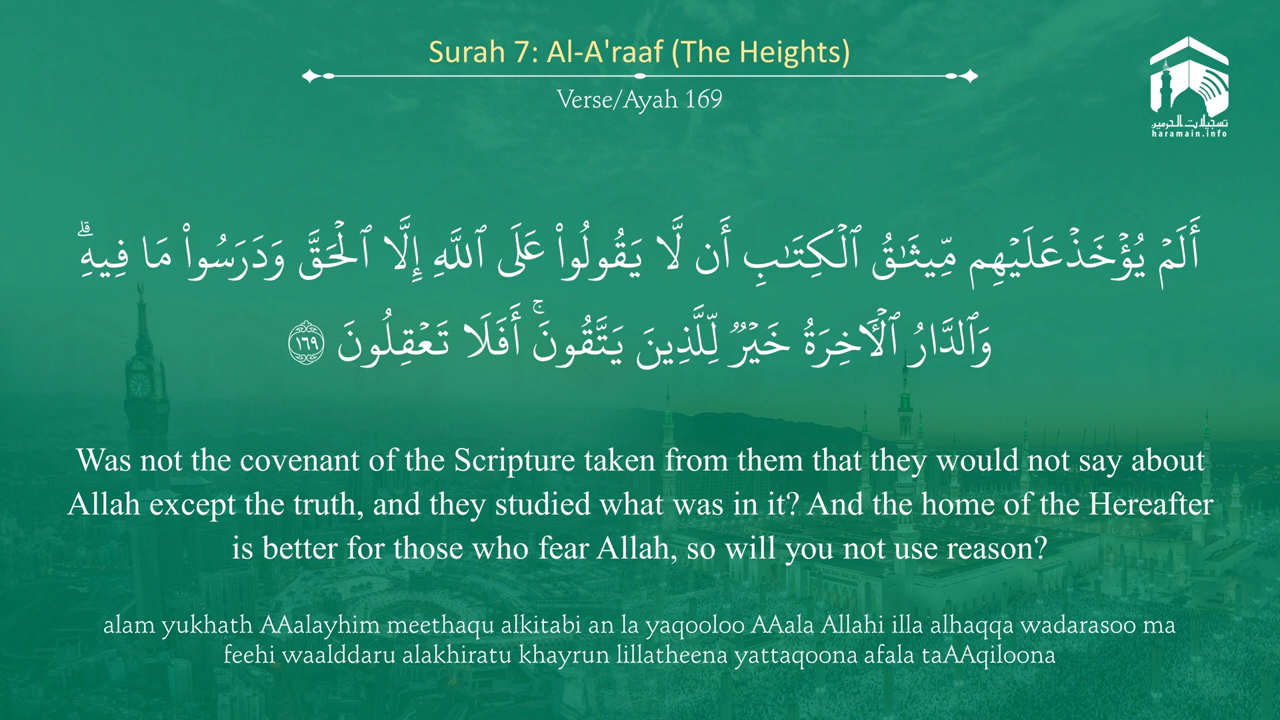 Surah 7: Al-A'raaf (The Heights)
Verse/Ayah 169
تسجيلات الحرمين
haramain.info
أَلَمۡ يُؤۡخَذۡ عَلَيۡهِم مِّيثَٰقُ ٱلۡكِتَٰبِ أَن لَّا يَقُولُواْ عَلَى ٱللَّهِ إِلَّا ٱلۡحَقَّ وَدَرَسُواْ مَا فِيهِۗ
وَٱلدَّارُ ٱلۡأٓخِرَةُ خَيۡرٞ لِّلَّذِينَ يَتَّقُونَۚ أَفَلَا تَعۡقِلُونَ ١٦٩
Was not the covenant of the Scripture taken from them that they would not say about
Allah except the truth, and they studied what was in it? And the home of the Hereafter
is better for those who fear Allah, so will you not use reason?
alam yukhath AAalayhim meethaqu alkitabi an la yaqooloo AAala Allahi illa alhaqqa wadarasoo ma
feehi waalddaru alakhiratu khayrun lillatheena yattaqoona afala taAAqiloona